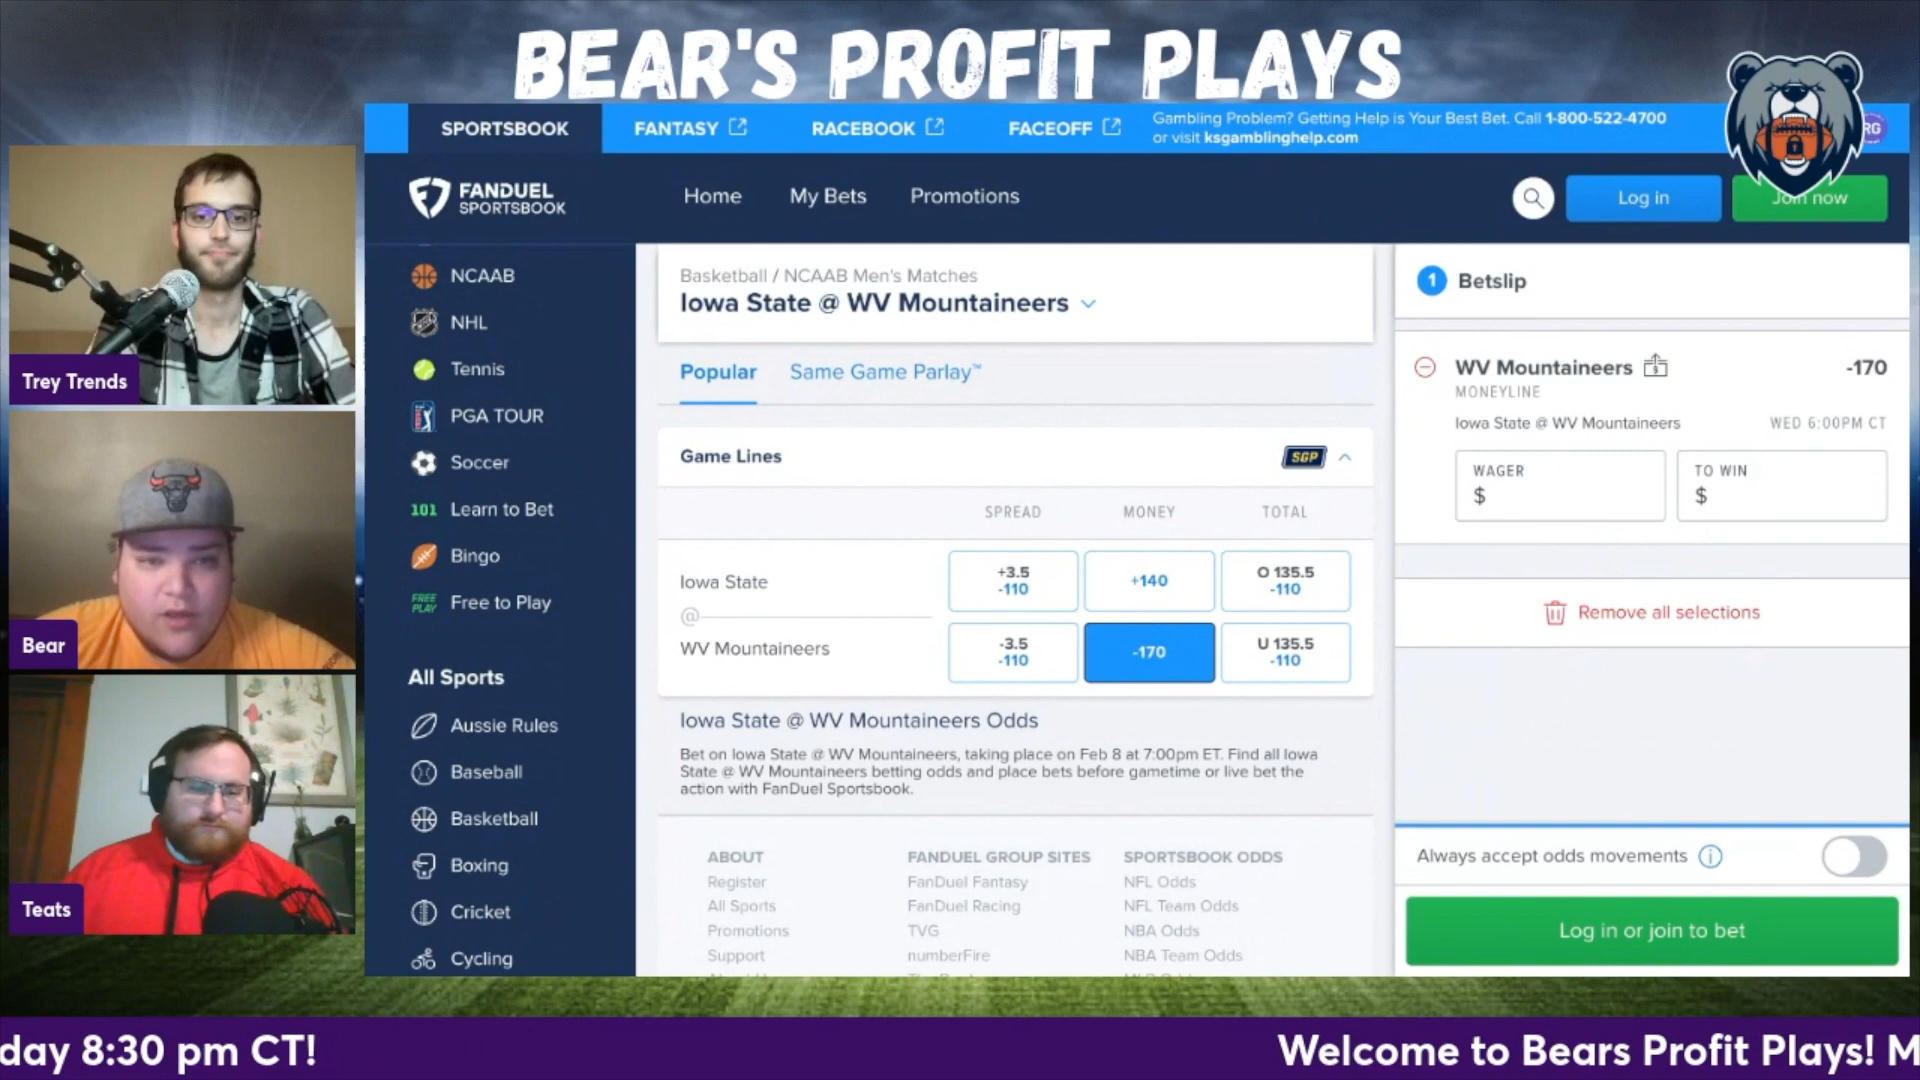 BEAR'S PROFIT PLAYS
SPORTSBOOK
FANTASY
RACEBOOK
FACEOFF
Gambling Problem? Getting Help is Your Best Bet. Call 1-800-522-4700
or visit ksgamblinghelp.com
RG
FANDUEL
SPORTSBOOK
Home
My Bets
Promotions
Log in
Join now
NCAAB
NHL
Tennis
PGA TOUR
Soccer
101 Learn to Bet
Bingo
FREE PLAY Free to Play
All Sports
Aussie Rules
Baseball
Basketball
Boxing
Cricket
Cycling
Basketball / NCAAB Men's Matches
Iowa State @ WV Mountaineers
Popular
Same Game Parlay™
Game Lines
SGP
SPREAD MONEY TOTAL
Iowa State
+3.5
-110
+140
O 135.5
-110
@
WV Mountaineers
-3.5
-110
-170
U 135.5
-110
Iowa State @ WV Mountaineers Odds
Bet on Iowa State @ WV Mountaineers, taking place on Feb 8 at 7:00pm ET. Find all Iowa
State @ WV Mountaineers betting odds and place bets before gametime or live bet the
action with FanDuel Sportsbook.
ABOUT
Register
All Sports
Promotions
Support
FANDUEL GROUP SITES
FanDuel Fantasy
FanDuel Racing
TVG
numberFire
SPORTSBOOK ODDS
NFL Odds
NFL Team Odds
NBA Odds
NBA Team Odds
1 Betslip
WV Mountaineers -170
MONEYLINE
Iowa State @ WV Mountaineers WED 6:00PM CT
WAGER
$
TO WIN
$
Remove all selections
Always accept odds movements
Log in or join to bet
Trey Trends
Bear
Teats
day 8:30 pm CT!
Welcome to Bears Profit Plays! M